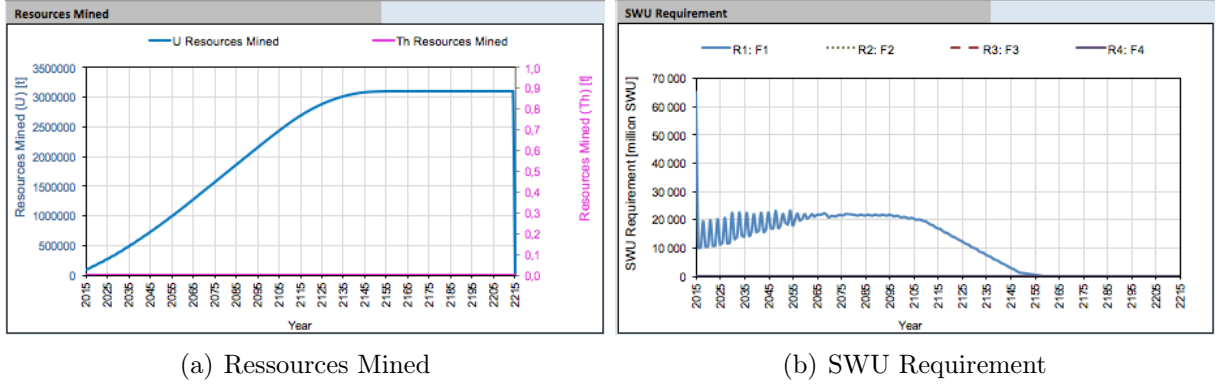 Resources Mined
U Resources Mined
Th Resources Mined
3500000
3000000
2500000
2000000
1500000
1000000
500000
0
Resources Mined (U) [t]
1,0
0,9
0,8
0,7
0,6
0,5
0,4
0,3
0,2
0,1
0,0
Resources Mined (Th) [t]
2015 2025 2035 2045 2055 2065 2075 2085 2095 2105 2115 2125 2135 2145 2155 2165 2175 2185 2195 2205 2215
Year
(a) Ressources Mined
SWU Requirement
R1: F1
R2: F2
R3: F3
R4: F4
70 000
60 000
50 000
40 000
30 000
20 000
10 000
0
SWU Requirement [million SWU]
2015 2025 2035 2045 2055 2065 2075 2085 2095 2105 2115 2125 2135 2145 2155 2165 2175 2185 2195 2205 2215
Year
(b) SWU Requirement